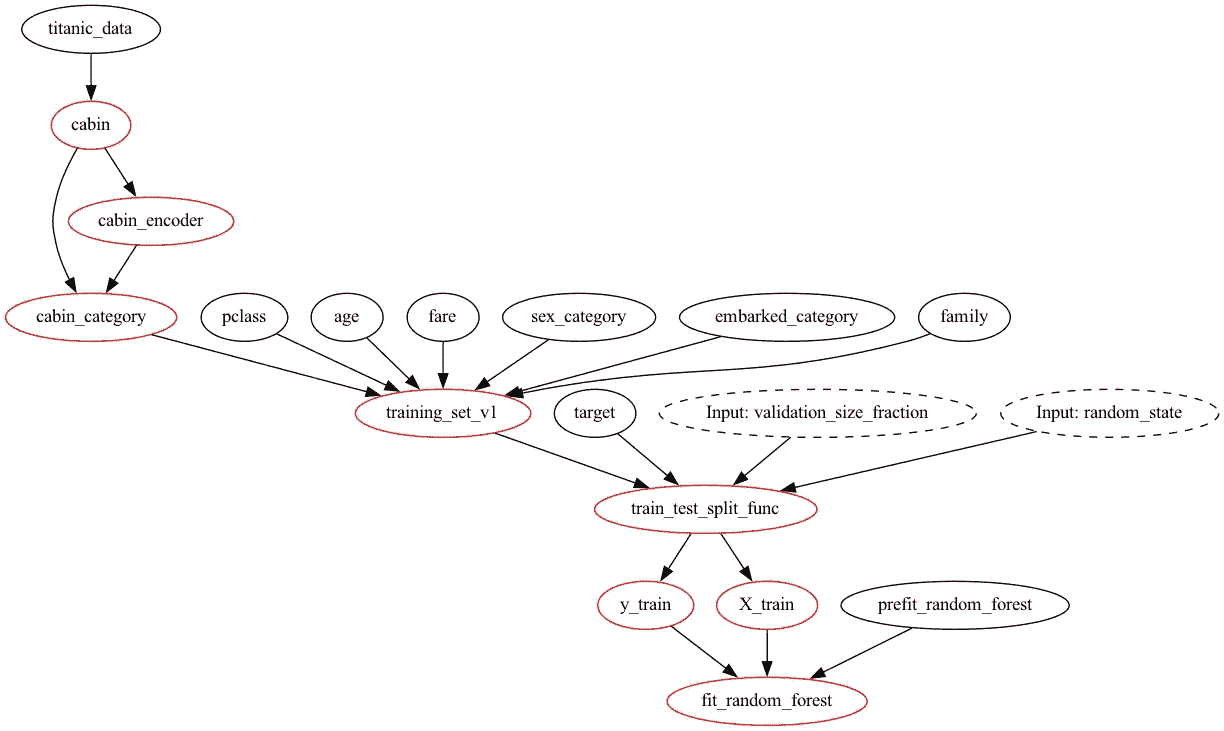 titanic_data
cabin
cabin_encoder
cabin_category
pclass
age
fare
sex_category
embarked_category
family
training_set_v1
target
Input: validation_size_fraction
Input: random_state
train_test_split_func
y_train
X_train
prefit_random_forest
fit_random_forest